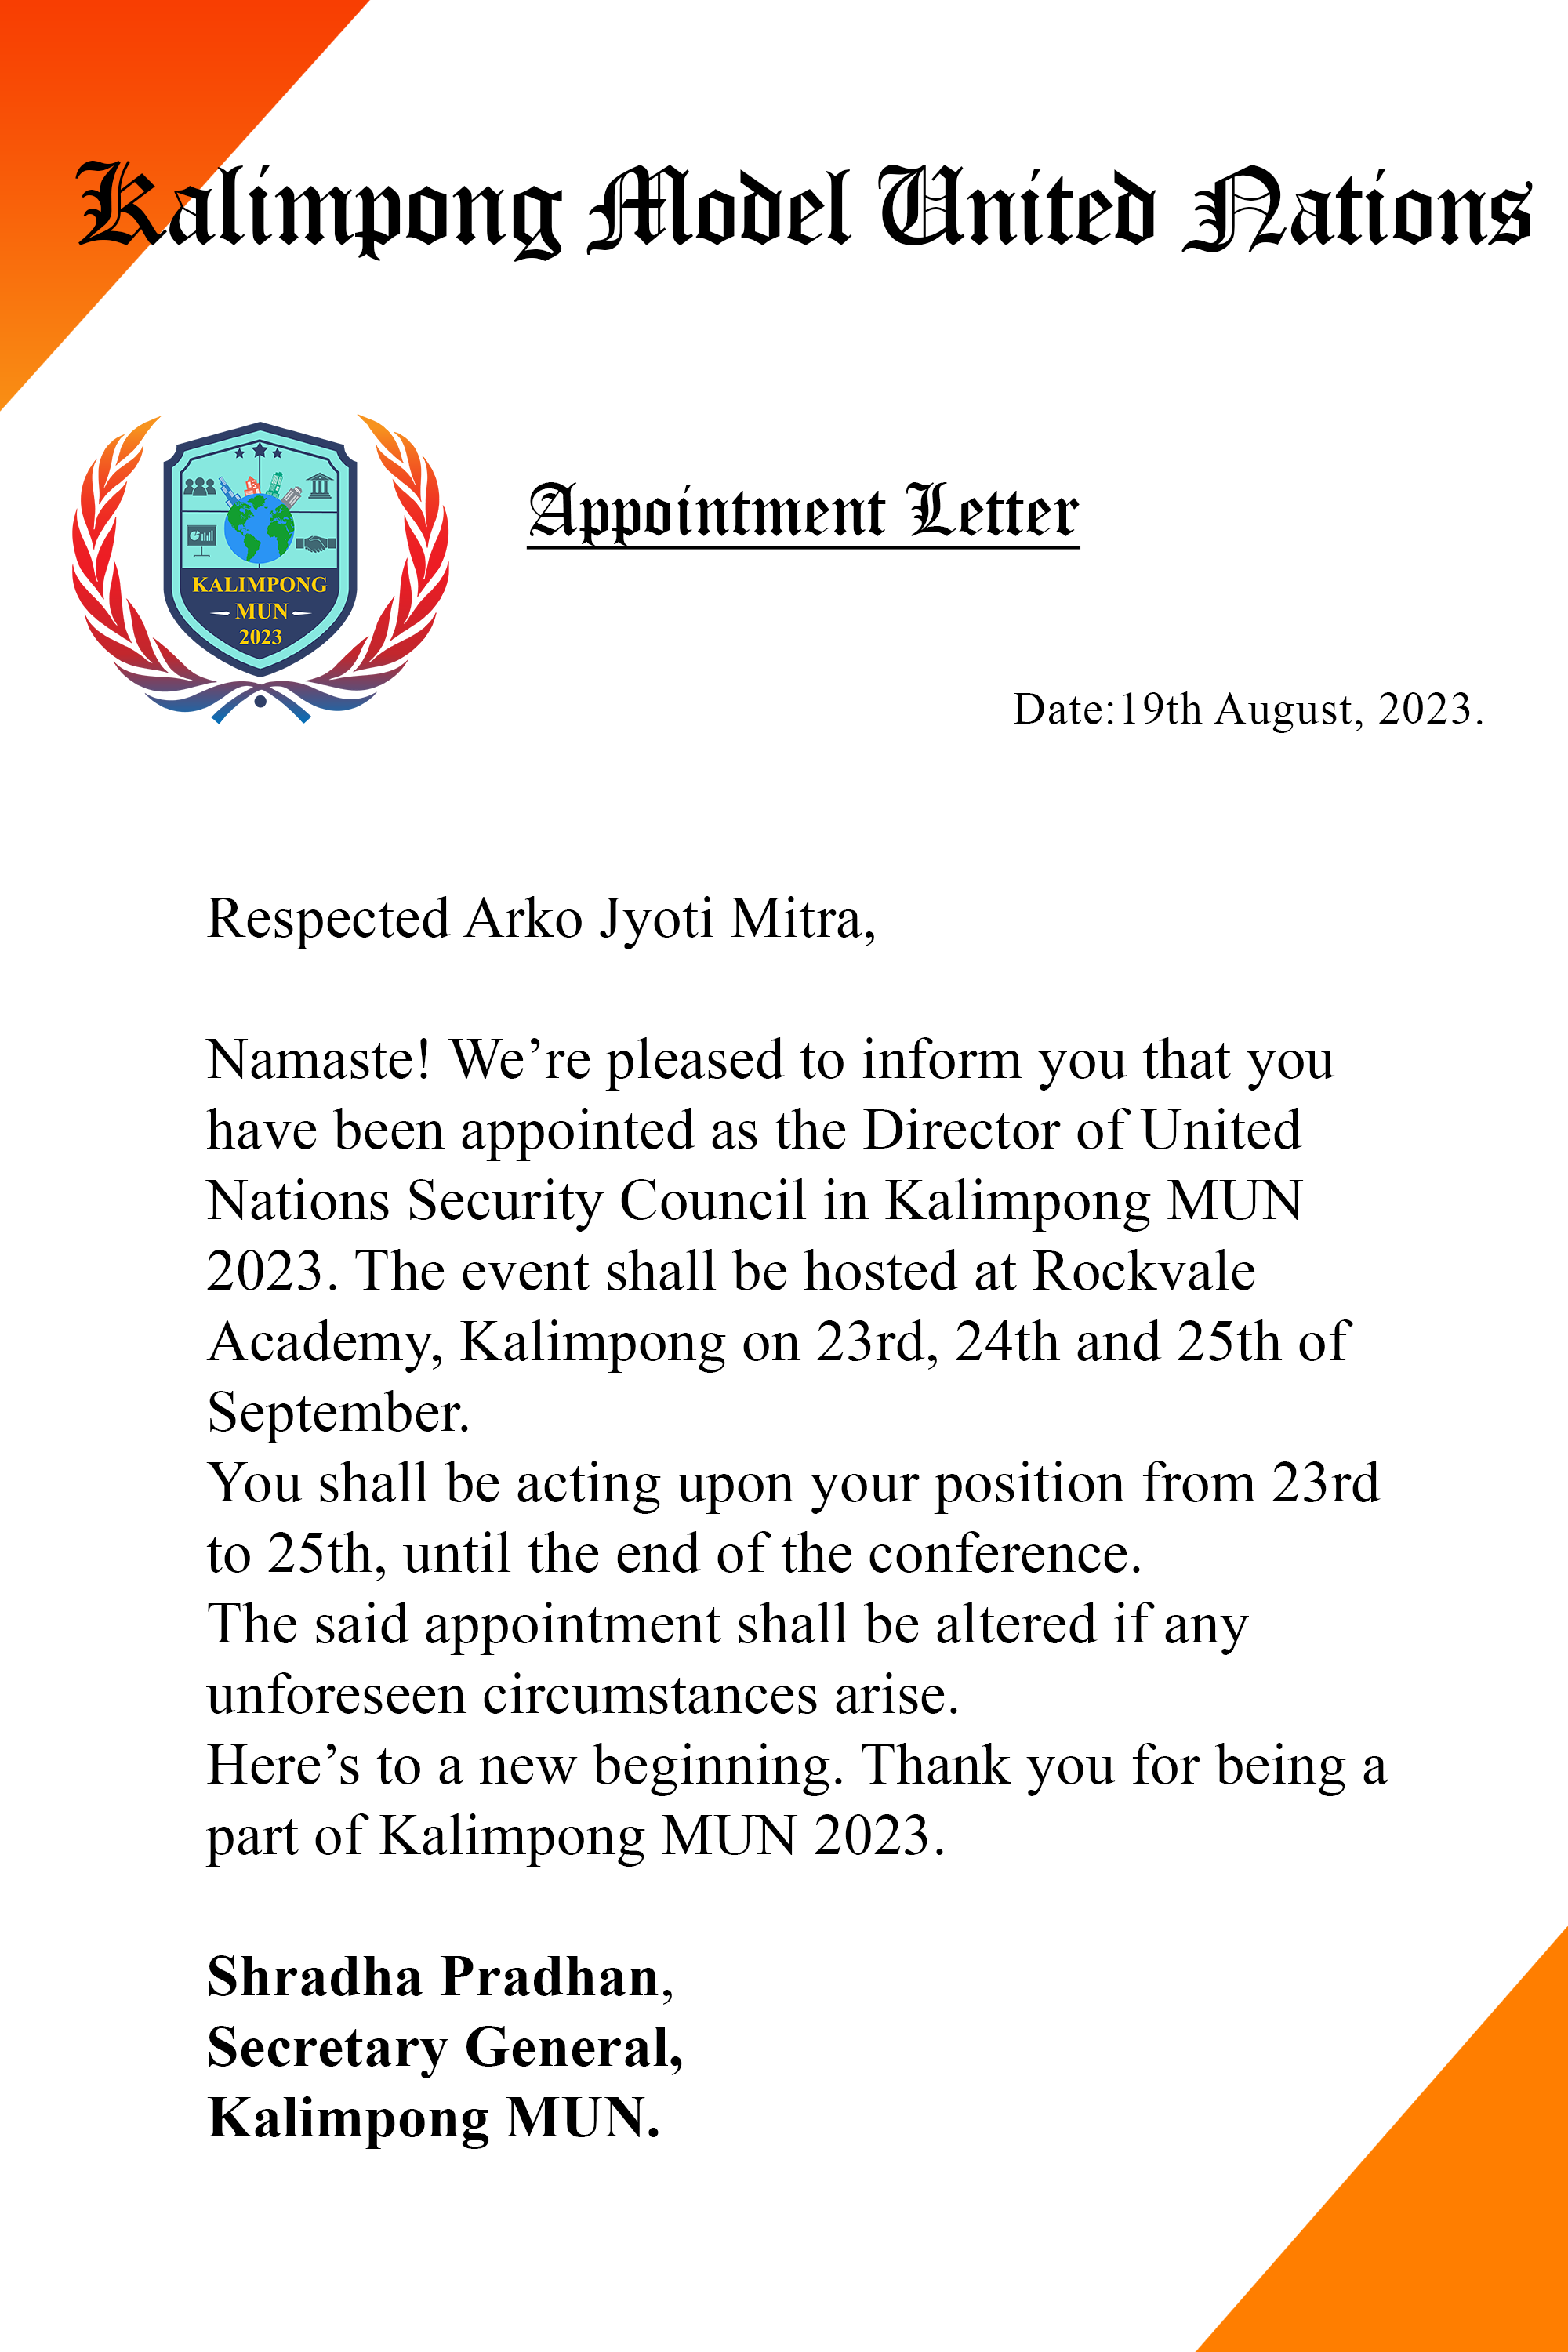 Kalimpong Model United Nations
Appointment Letter
KALIMPONG
MUN
2023
Date:19th August, 2023.
Respected Arko Jyoti Mitra,
Namaste! We’re pleased to inform you that you
have been appointed as the Director of United
Nations Security Council in Kalimpong MUN
2023. The event shall be hosted at Rockvale
Academy, Kalimpong on 23rd, 24th and 25th of
September.
You shall be acting upon your position from 23rd
to 25th, until the end of the conference.
The said appointment shall be altered if any
unforeseen circumstances arise.
Here’s to a new beginning. Thank you for being a
part of Kalimpong MUN 2023.
Shradha Pradhan,
Secretary General,
Kalimpong MUN.